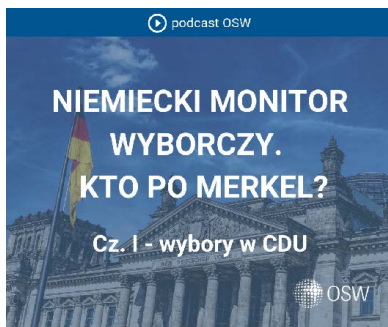 podcast OSW
NIEMIECKI MONITOR
WYBORCZY.
KTO PO MERKEL?
Cz. I - wybory w CDU
OSW